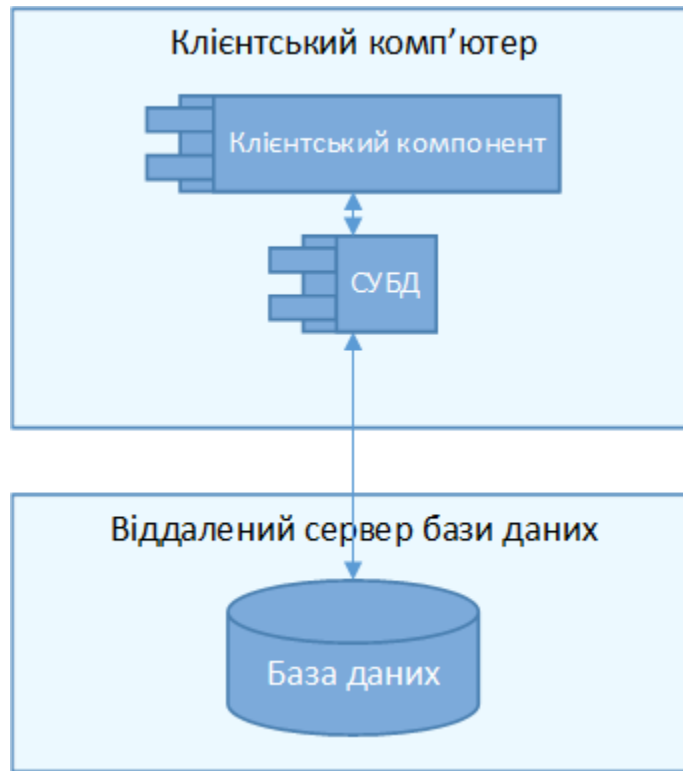 Клієнтський комп’ютер
Клієнтський компонент
СУБД
Віддалений сервер бази даних
База даних